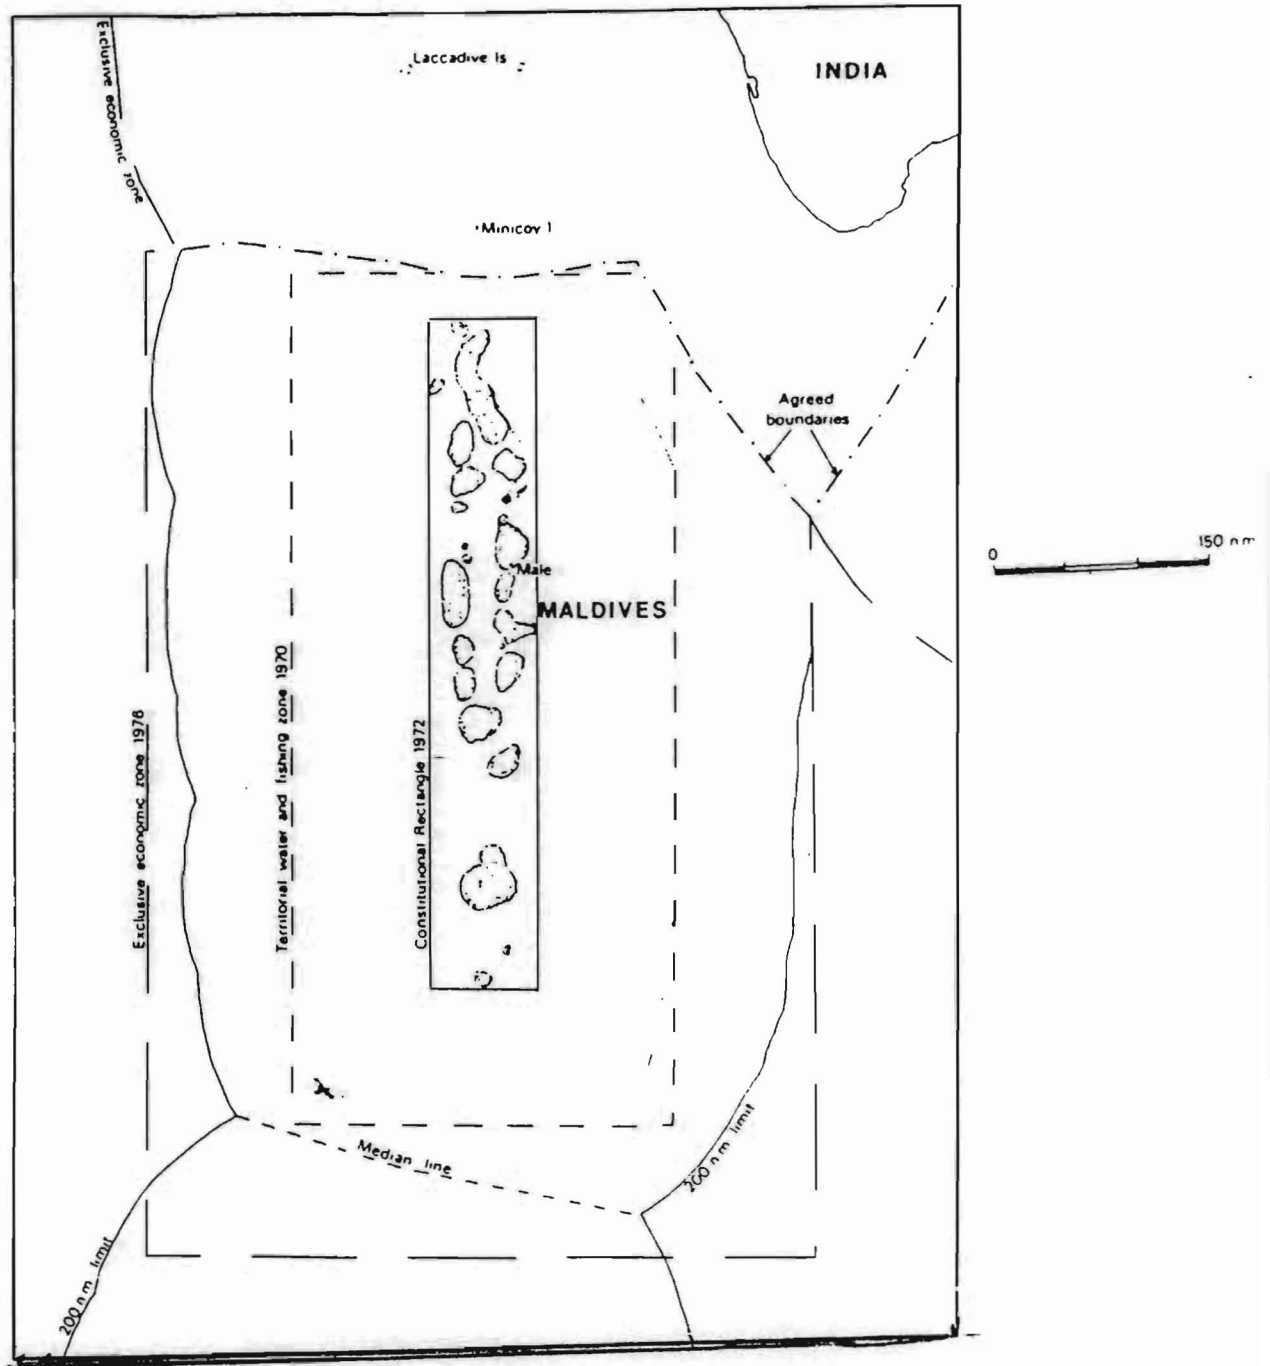 Exclusive economic zone
Laccadive Is
INDIA
Minicoy I
Agreed
boundaries
0
150 nm
Male
MALDIVES
Exclusive economic zone 1976
Territorial water and fishing zone 1970
Constitutional Rectangle 1972
Median line
200 nm limit
200 nm limit